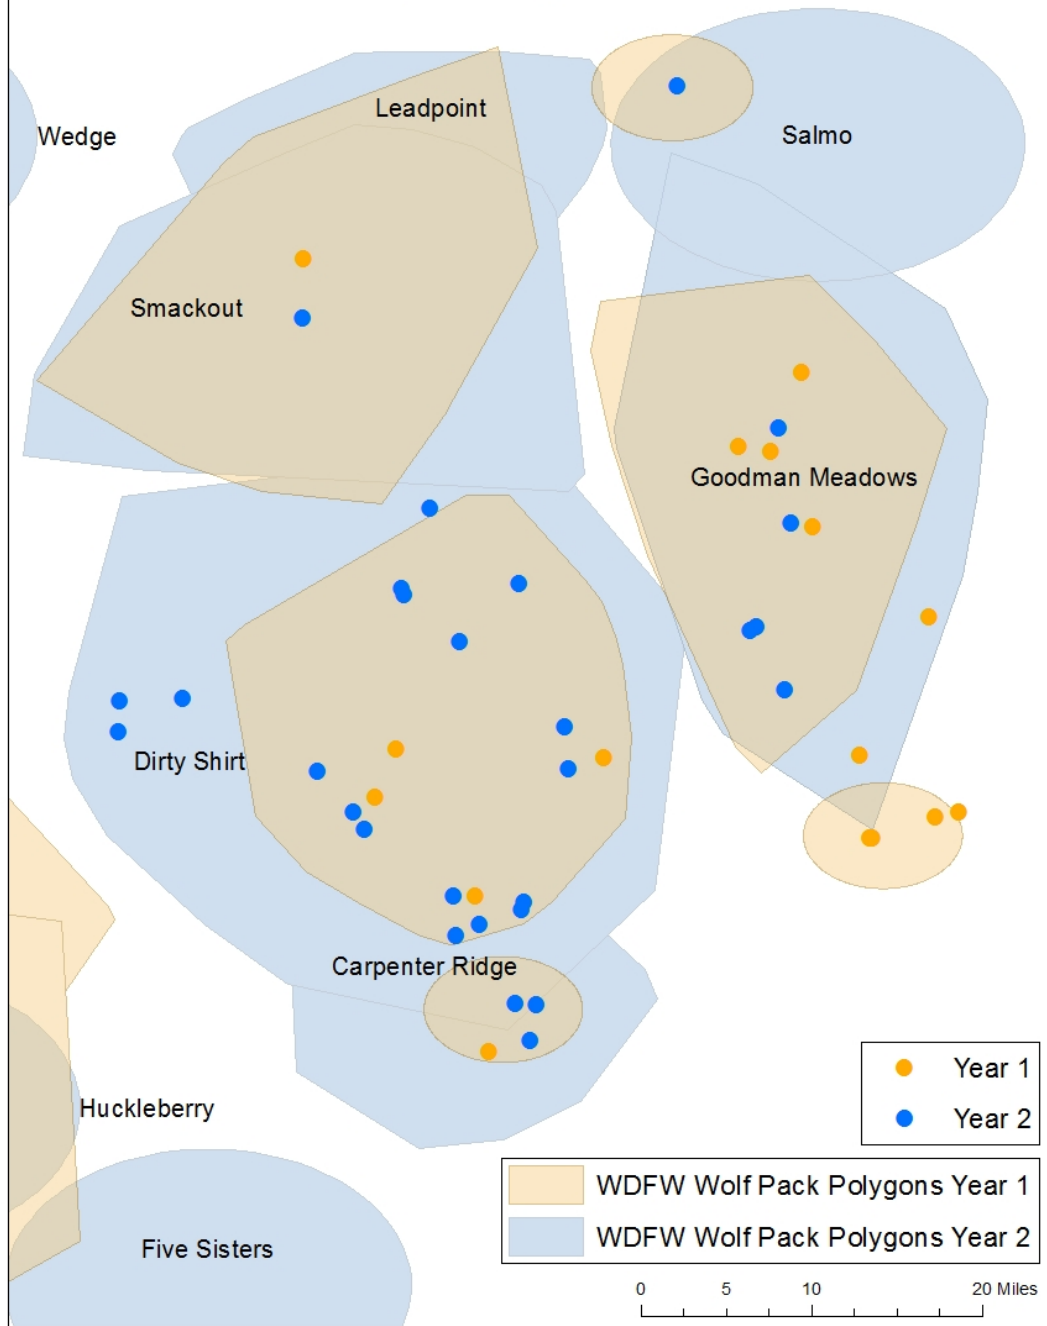 Leadpoint
Wedge
Salmo
Smackout
Goodman Meadows
Dirty Shirt
Carpenter Ridge
Huckleberry
Five Sisters
Year 1
Year 2
WDFW Wolf Pack Polygons Year 1
WDFW Wolf Pack Polygons Year 2
0 5 10 20 Miles